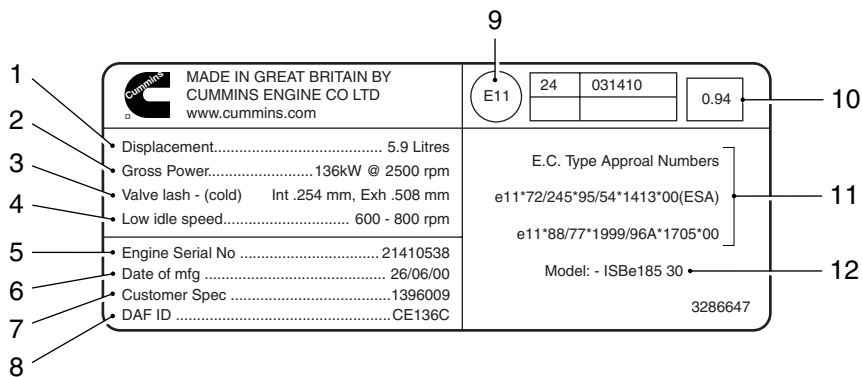 9
1
2
3
4
5
6
7
8
10
11
12
Cummins
MADE IN GREAT BRITAIN BY
CUMMINS ENGINE CO LTD
www.cummins.com
E11
24 031410
0.94
Displacement..................................... 5.9 Litres
Gross Power.......................136kW @ 2500 rpm
Valve lash - (cold) Int .254 mm, Exh .508 mm
Low idle speed............................ 600 - 800 rpm
Engine Serial No .................................. 21410538
Date of mfg .......................................... 26/06/00
Customer Spec ....................................1396009
DAF ID ................................................CE136C
E.C. Type Approal Numbers
e11*72/245*95/54*1413*00(ESA)
e11*88/77*1999/96A*1705*00
Model: - ISBe185 30
3286647